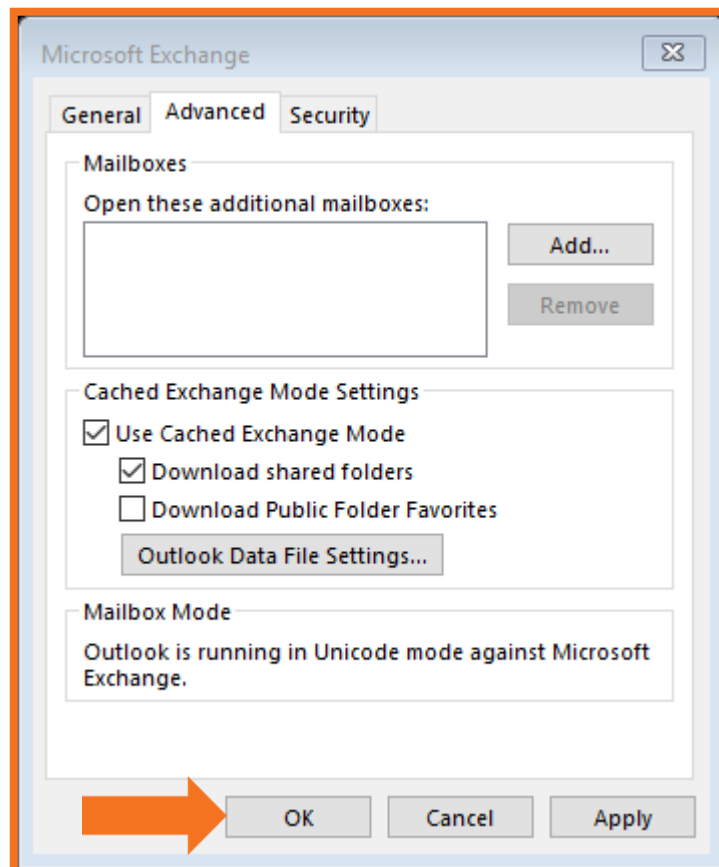 Microsoft Exchange
General Advanced Security
Mailboxes
Open these additional mailboxes:
Add...
Remove
Cached Exchange Mode Settings
Use Cached Exchange Mode
Download shared folders
Download Public Folder Favorites
Outlook Data File Settings...
Mailbox Mode
Outlook is running in Unicode mode against Microsoft
Exchange.
OK Cancel Apply